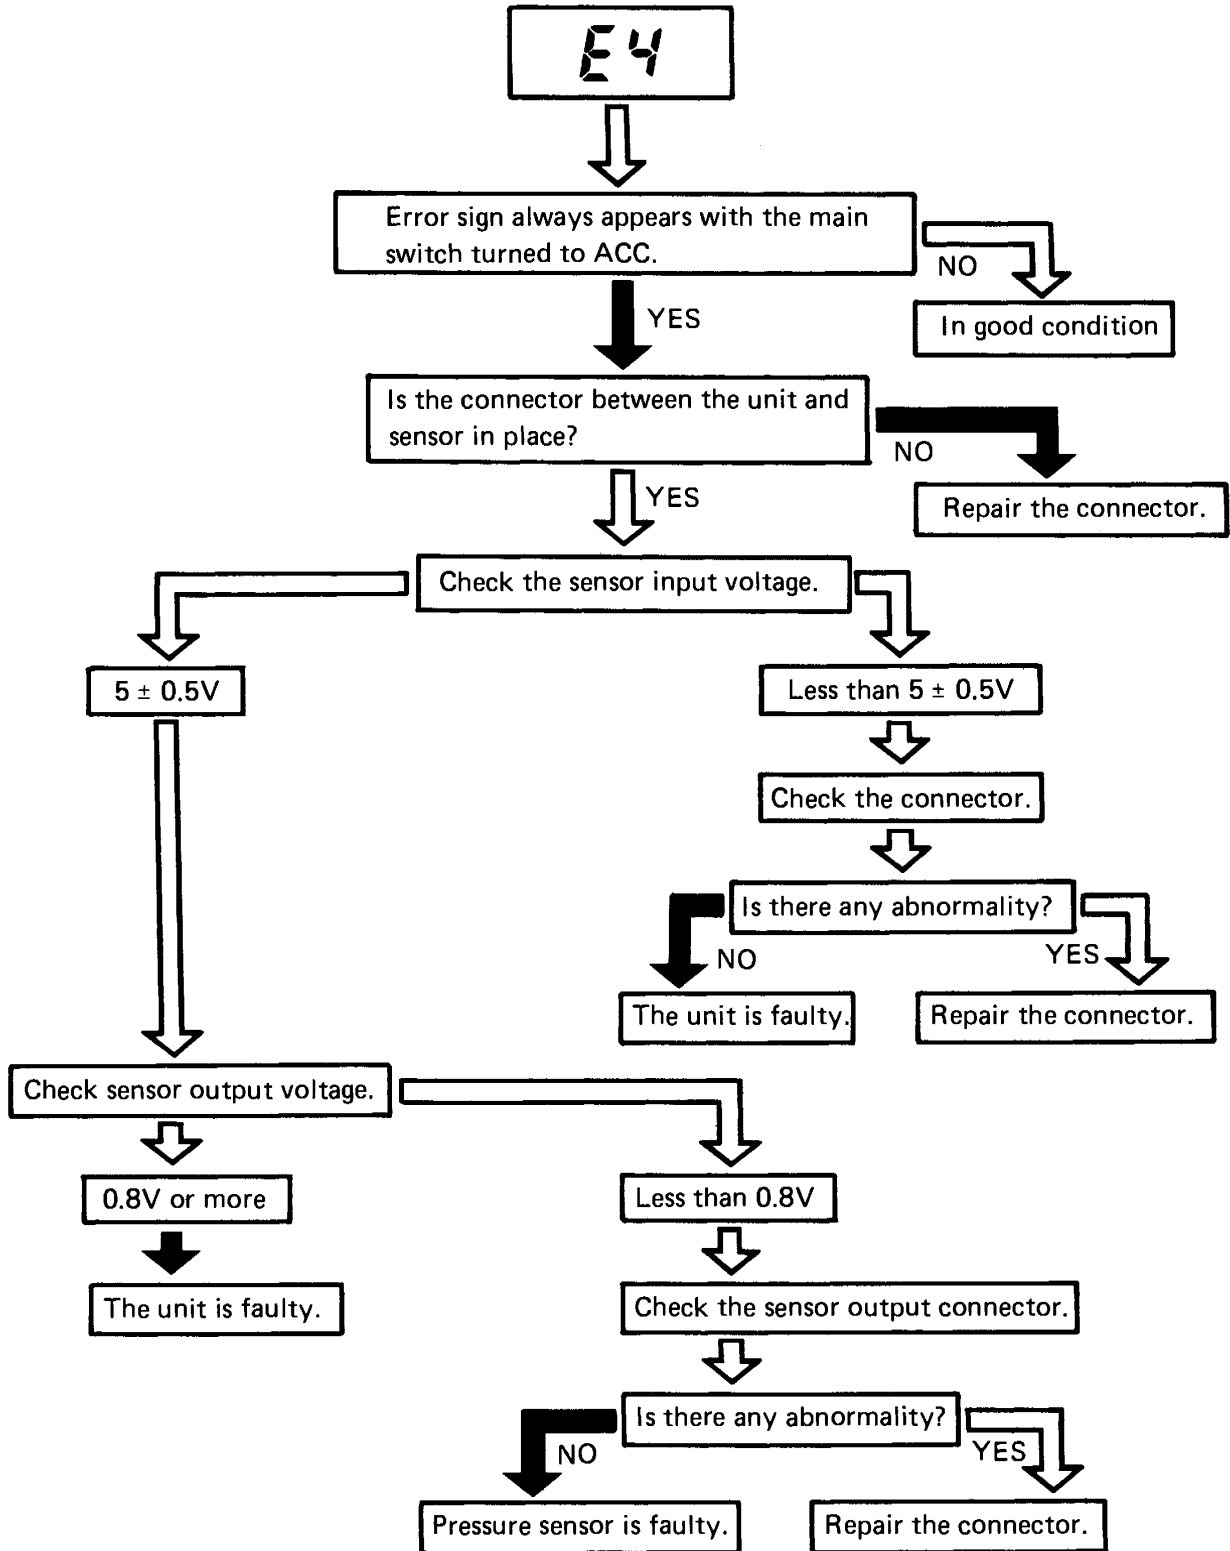 E4
Error sign always appears with the main
switch turned to ACC.
NO
In good condition
YES
Is the connector between the unit and
sensor in place?
NO
Repair the connector.
YES
Check the sensor input voltage.
5 ± 0.5V
Less than 5 ± 0.5V
Check the connector.
Is there any abnormality?
NO
YES
The unit is faulty.
Repair the connector.
Check sensor output voltage.
0.8V or more
Less than 0.8V
The unit is faulty.
Check the sensor output connector.
Is there any abnormality?
NO
YES
Pressure sensor is faulty.
Repair the connector.